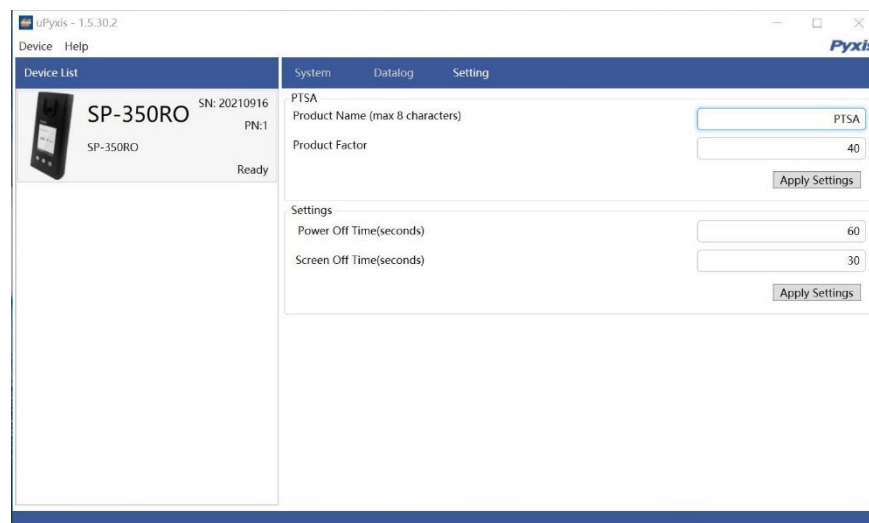 uPyxis - 1.5.30.2
Device Help
Pyxis
Device List
System Datalog Setting
SP-350RO
SN: 20210916
PN:1
SP-350RO
Ready
PTSA
Product Name (max 8 characters) PTSA
Product Factor 40
Apply Settings
Settings
Power Off Time(seconds) 60
Screen Off Time(seconds) 30
Apply Settings